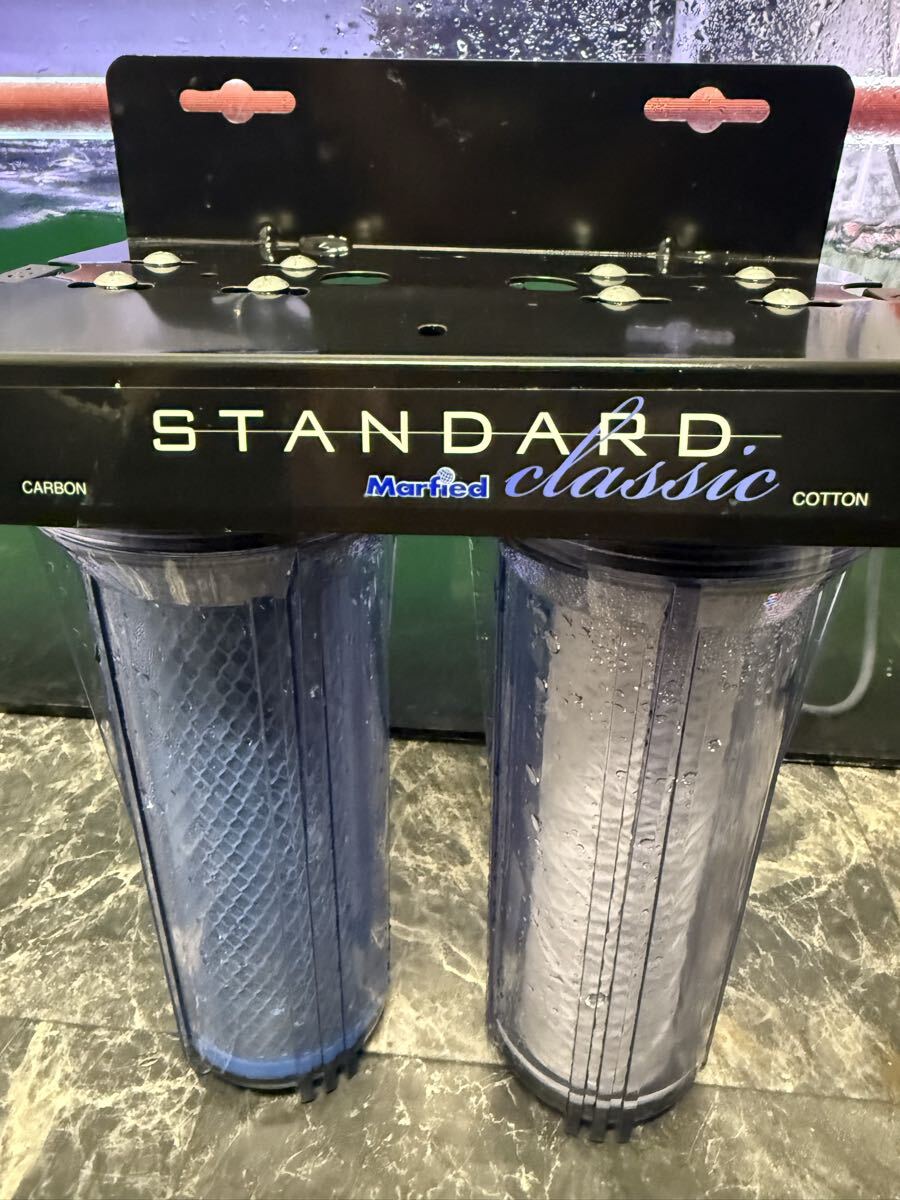 STANDARD
classic
Marfied
CARBON
COTTON